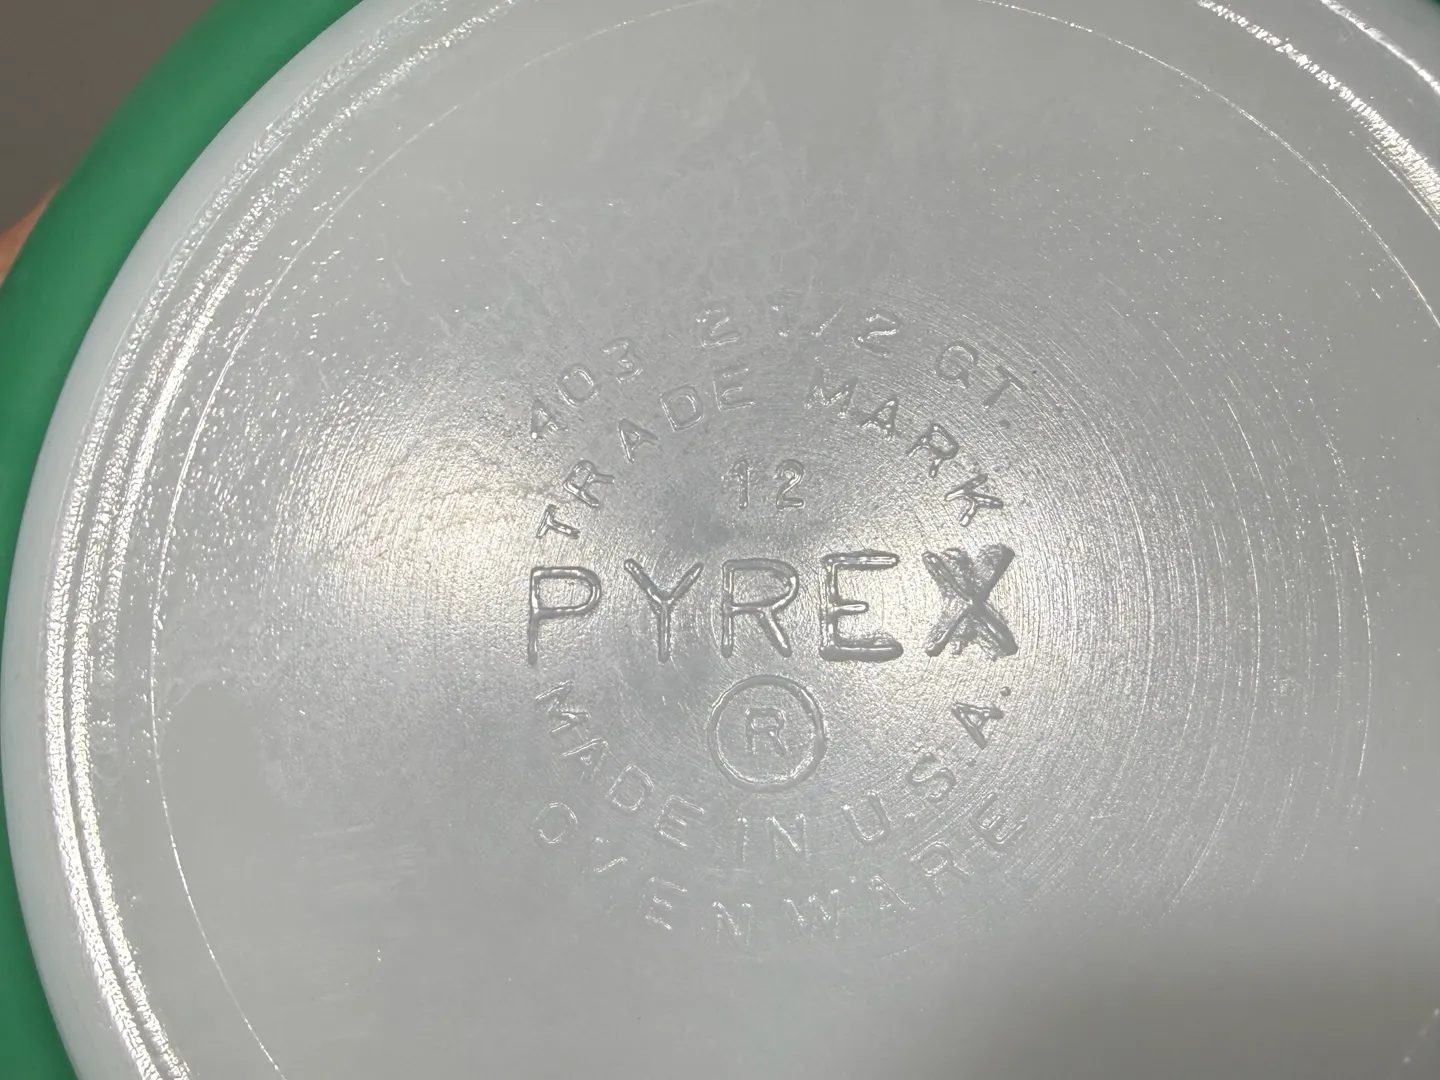 403 2 1/2 QT.
TRADE MARK
12
PYREX
®
MADE IN U.S.A.
OVENWARE